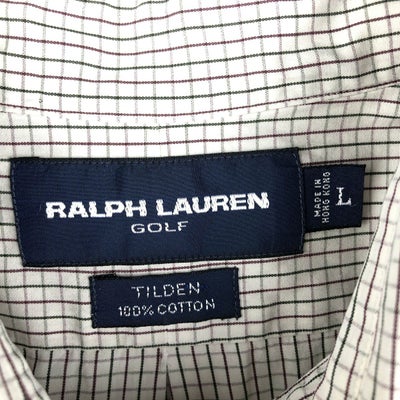 RALPH LAUREN
GOLF
MADE IN
HONG KONG
L
TILDEN
100% COTTON